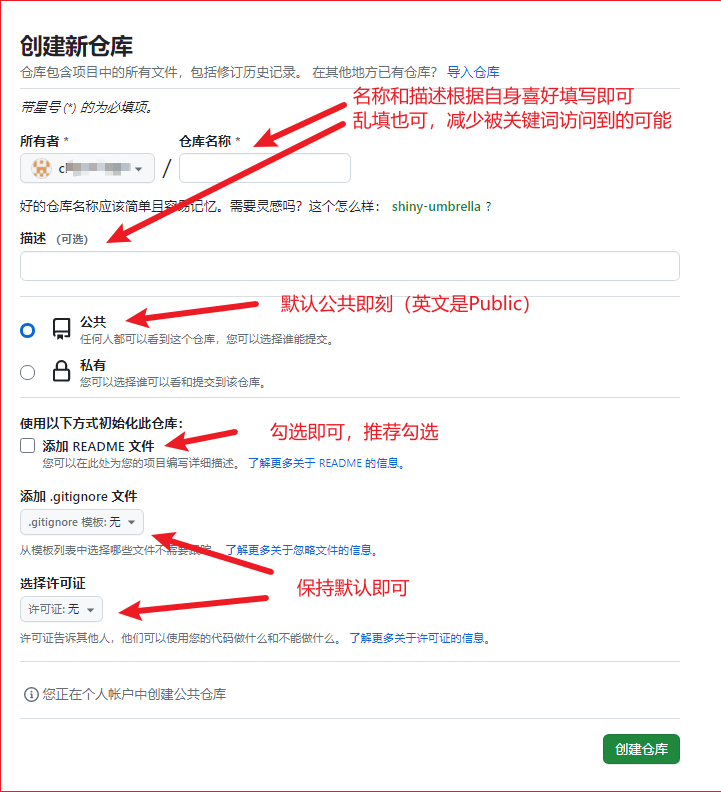 创建新仓库
仓库包含项目中的所有文件，包括修订历史记录。 在其他地方已有仓库？ 导入仓库
名称和描述根据自身喜好填写即可
带星号 (*) 的为必填项。
乱填也可，减少被关键词访问到的可能
所有者 *
仓库名称 *
/
好的仓库名称应该简单且容易记忆。需要灵感吗？这个怎么样： shiny-umbrella ?
描述 (可选)
默认公共即刻（英文是Public）
公共
任何人都可以看到这个仓库，您可以选择谁能提交。
私有
您可以选择谁可以看和提交到该仓库。
使用以下方式初始化此仓库：
勾选即可，推荐勾选
添加 README 文件
您可以在此处为您的项目编写详细描述。 了解更多关于 README 的信息。
添加 .gitignore 文件
.gitignore 模板: 无
从模板列表中选择哪些文件不需要跟踪。 了解更多关于忽略文件的信息。
选择许可证
保持默认即可
许可证: 无
许可证告诉其他人，他们可以使用您的代码做什么和不能做什么。 了解更多关于许可证的信息。
您正在个人帐户中创建公共仓库
创建仓库